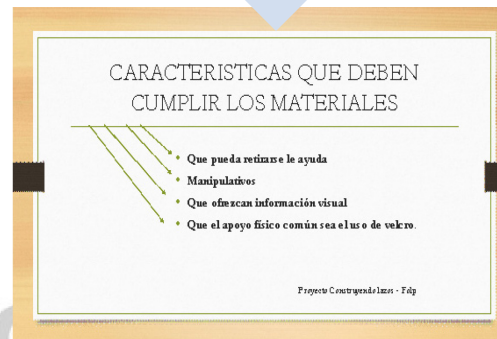 CARACTERISTICAS QUE DEBEN
CUMPLIR LOS MATERIALES
• Que pueda retirarse le ayuda
• Manipulativos
• Que ofrezcan información visual
• Que el apoyo físico común sea el uso de velcro.
Proyecto Construyendo lazos - Felp